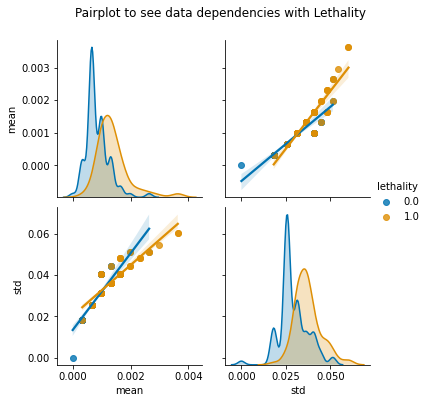 Pairplot to see data dependencies with Lethality
0.003
0.002
0.001
0.000
mean
lethality
0.0
1.0
0.06
0.04
0.02
0.00
std
0.000 0.002 0.004
mean
0.000 0.025 0.050
std